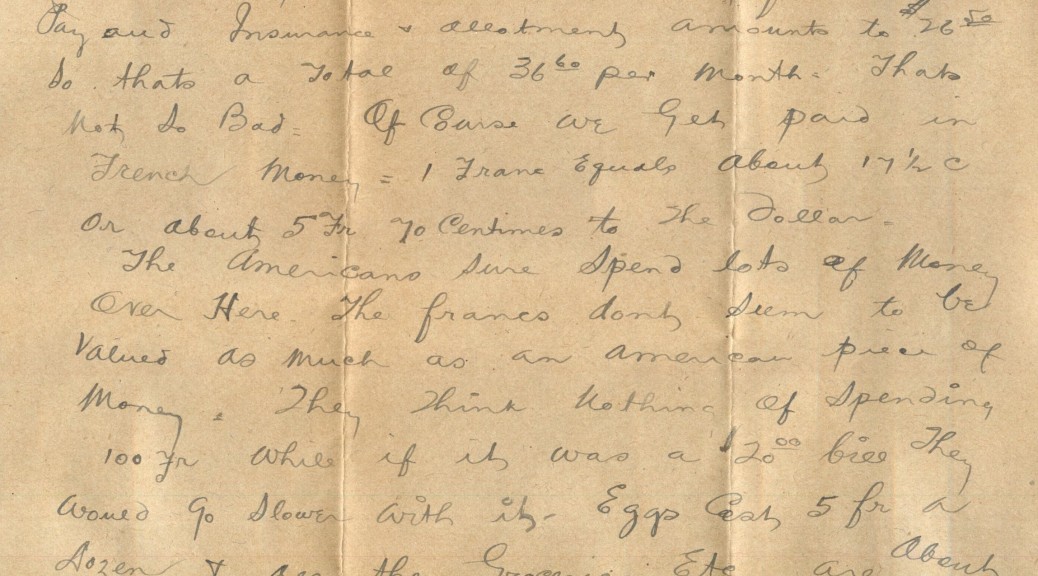 Pay and Insurance & allotment amounts to $26 50
So thats a Total of 36 60 per Month. Thats
Not So Bad = Of Course we Get paid in
French Money = 1 Franc Equals about 17 1/2 c
Or about 5 Fr 70 Centimes to The Dollar.
The Americans Sure Spend lots of Money
Over Here. The francs dont Seem to be
Valued as much as an american piece of
Money. They Think Nothing Of Spending
100 Fr while if it was a $20 00 bill They
would Go Slower with it - Eggs Cost 5 fr a
Dozen & all the Groceries Etc are About